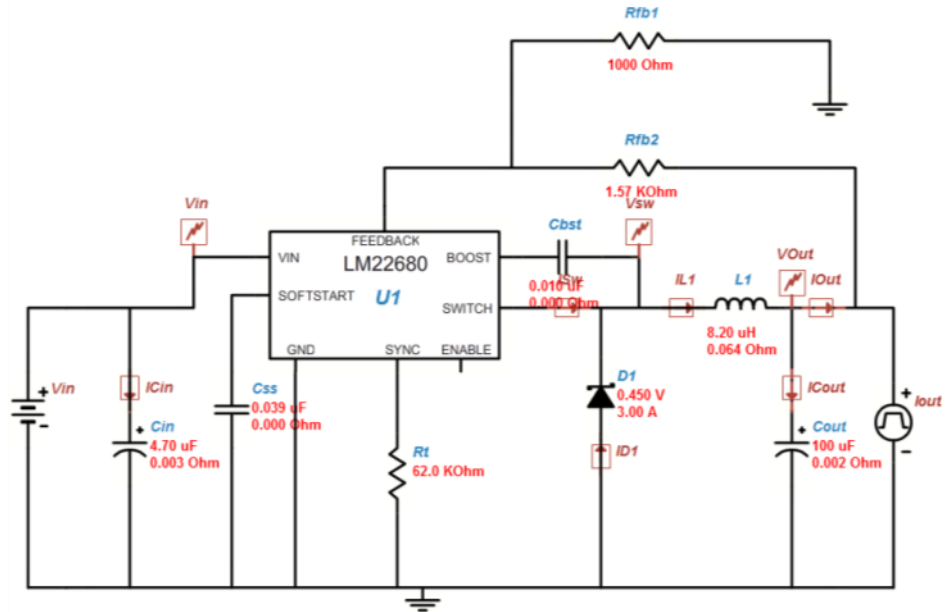 Rfb1
1000 Ohm
Rfb2
1.57 KOhm
Vin
Vsw
FEEDBACK
LM22680
VIN
BOOST
Cbst
VOut
SOFTSTART
U1
0.010 uF
0.000 Ohm
ISw
IL1
L1
IOut
SWITCH
8.20 uH
0.064 Ohm
GND
SYNC
ENABLE
Vin
+
-
ICin
Cin
+
4.70 uF
0.003 Ohm
Css
0.039 uF
0.000 Ohm
Rt
62.0 KOhm
D1
0.450 V
3.00 A
ID1
ICout
Cout
+
100 uF
0.002 Ohm
+
Iout
-